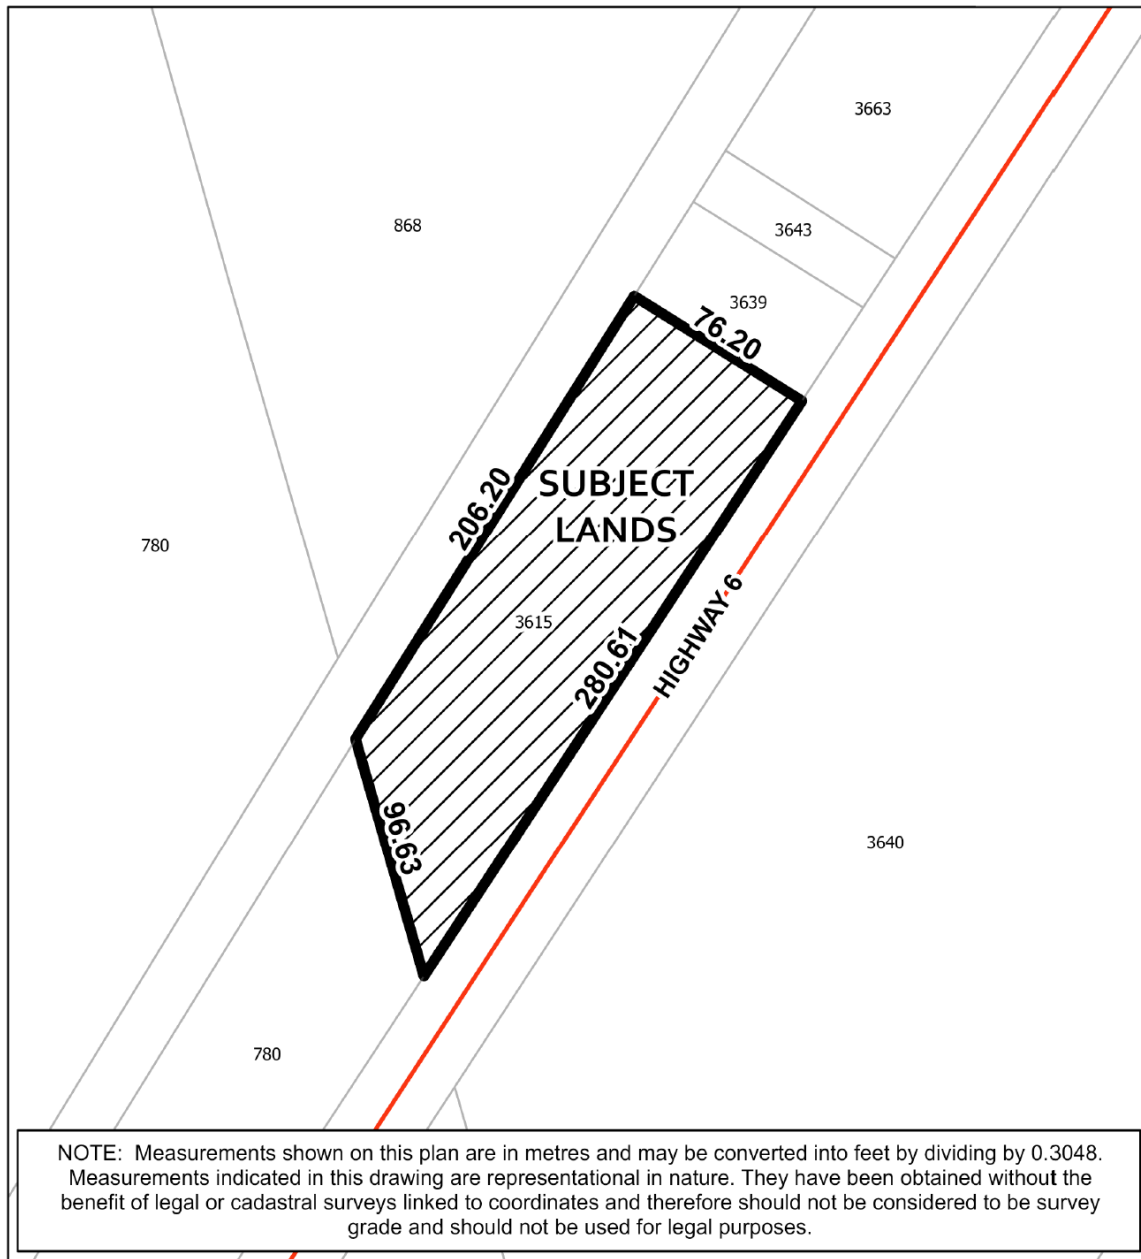 3663
868
3643
3639
76.20
206.20
SUBJECT
LANDS
780
HIGHWAY 6
3615
280.61
96.63
3640
780
NOTE: Measurements shown on this plan are in metres and may be converted into feet by dividing by 0.3048.
Measurements indicated in this drawing are representational in nature. They have been obtained without the
benefit of legal or cadastral surveys linked to coordinates and therefore should not be considered to be survey
grade and should not be used for legal purposes.